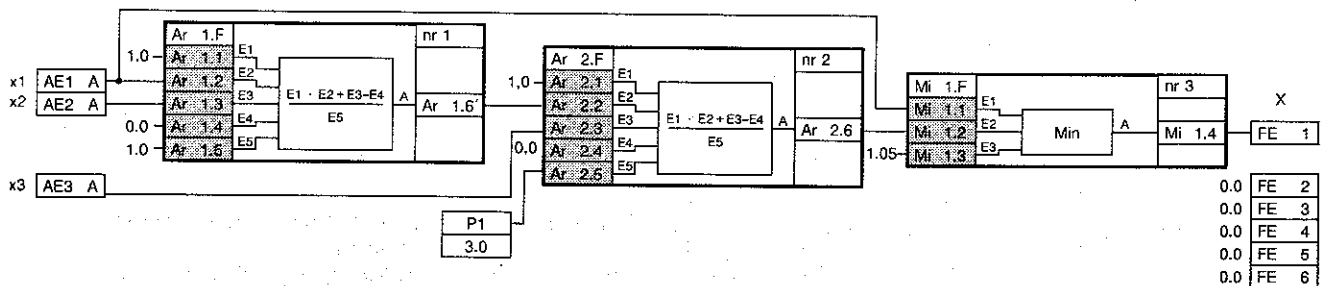 Ar 1.F nr 1
1.0 Ar 1.1 E1
x1 AE1 A Ar 1.2 E2
x2 AE2 A Ar 1.3 E3
0.0 Ar 1.4 E4
1.0 Ar 1.5 E5
E1 · E2+E3-E4
E5
A Ar 1.6
x3 AE3 A
Ar 2.F nr 2
1,0 Ar 2.1 E1
Ar 2.2 E2
Ar 2.3 E3
0,0 Ar 2.4 E4
Ar 2.5 E5
E1 · E2+E3-E4
E5
A Ar 2.6
P1
3.0
Mi 1.F nr 3
Mi 1.1 E1
Mi 1.2 E2
1.05 Mi 1.3 E3
Min
A Mi 1.4
X
FE 1
0.0 FE 2
0.0 FE 3
0.0 FE 4
0.0 FE 5
0.0 FE 6